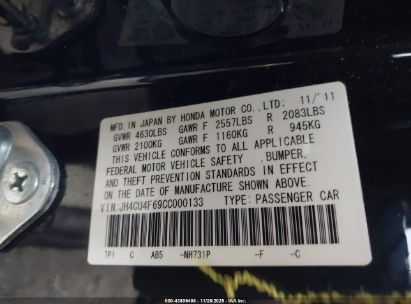 MFD. IN JAPAN BY HONDA MOTOR CO.,LTD: 11/'11
GVWR 4630LBS GAWR F 2557LBS R 2083LBS
GVWR 2100KG GAWR F 1160KG R 945KG
THIS VEHICLE CONFORMS TO ALL APPLICABLE
FEDERAL MOTOR VEHICLE SAFETY ,BUMPER,
AND THEFT PREVENTION STANDARDS IN EFFECT
ON THE DATE OF MANUFACTURE SHOWN ABOVE.
V.I.N.JH4CU4F69CC000133 TYPE: PASSENGER CAR
TP1 C AB5 -NH731P -F -C